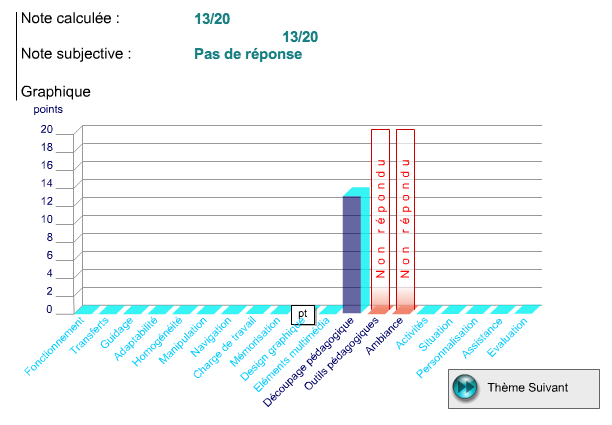 Note calculée : 13/20
13/20
Note subjective : Pas de réponse
Graphique
points
20
18
16
14
12
10
8
6
4
2
0
Non répondu
Non répondu
pt
Fonctionnement
Transferts
Guidage
Adaptabilité
Homogénéité
Manipulation
Navigation
Charge de travail
Mémorisation
Design graphique
Eléments multimédia
Découpage pédagogique
Outils pédagogiques
Ambiance
Activités
Situation
Personnalisation
Assistance
Evaluation
Thème Suivant